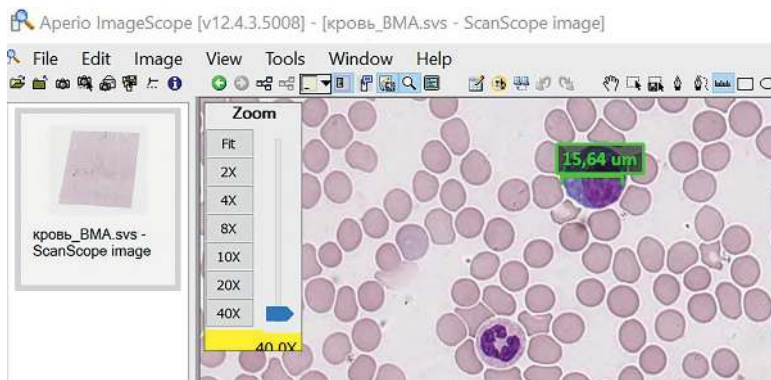 Aperio ImageScope [v12.4.3.5008] - [кровь_BMA.svs - ScanScope image]
File Edit Image View Tools Window Help
Zoom
Fit
2X
4X
8X
10X
20X
40X
40.0X
кровь_BMA.svs -
ScanScope image
15,64 um